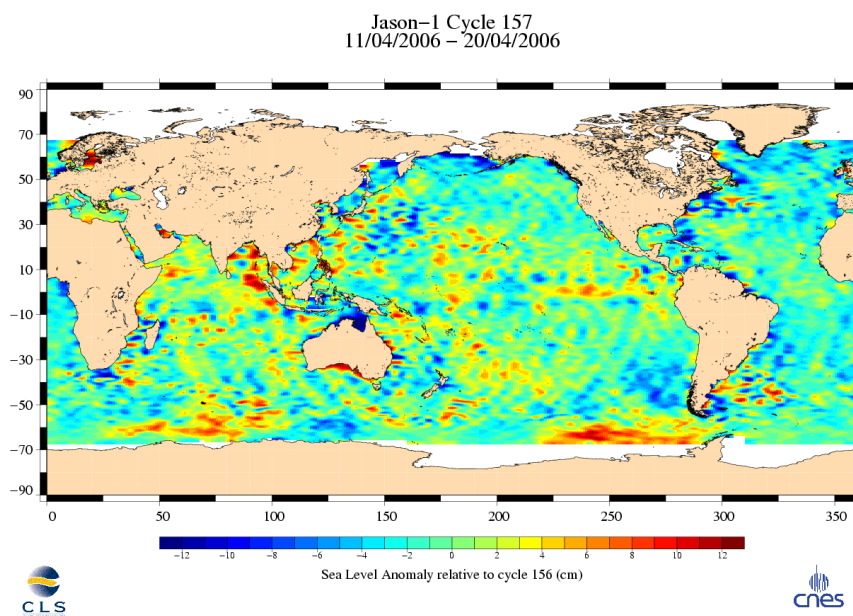 Jason−1 Cycle 157
11/04/2006 − 20/04/2006
90
70
50
30
10
−10
−30
−50
−70
−90
0 50 100 150 200 250 300 350
−12 −10 −8 −6 −4 −2 0 2 4 6 8 10 12
Sea Level Anomaly relative to cycle 156 (cm)
CLS
cnes